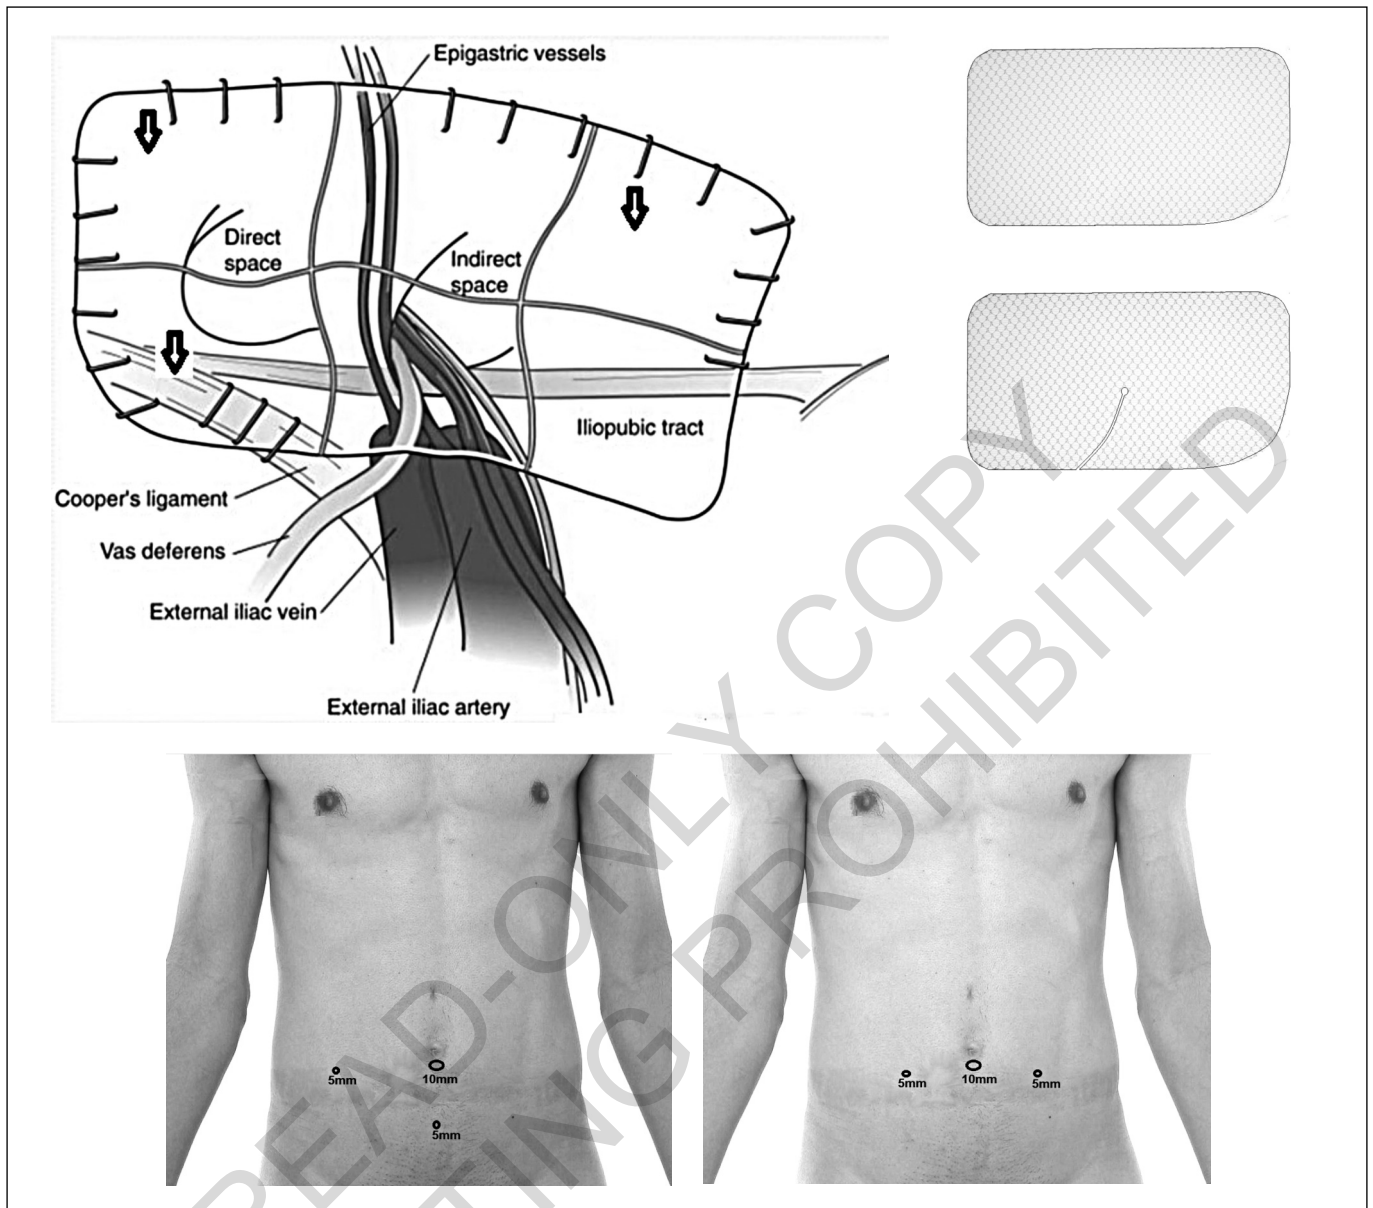 Epigastric vessels
Direct
space
Indirect
space
Iliopubic tract
Cooper's ligament
Vas deferens
External iliac vein
External iliac artery
5mm
10mm
5mm
5mm
10mm
5mm
READ-ONLY COPY
TING PROHIBITED